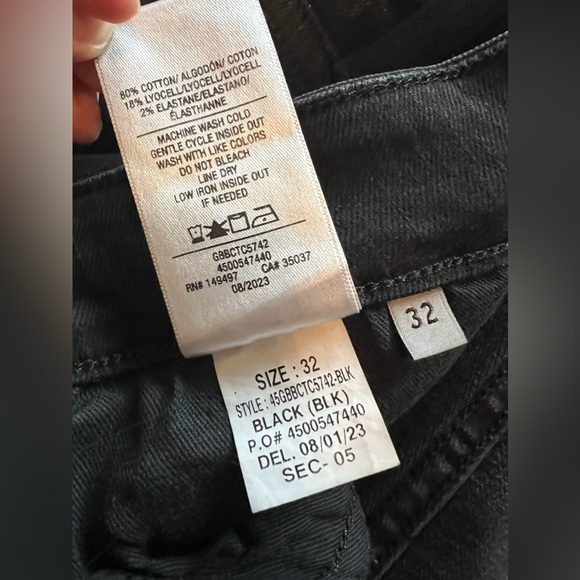 80% COTTON/ ALGODÓN/ COTON
18% LYOCELL/LYOCELL/LYOCELL
2% ELASTANE/ELASTANO/
ÉLASTHANNE
MACHINE WASH COLD
GENTLE CYCLE INSIDE OUT
WASH WITH LIKE COLORS
DO NOT BLEACH
LINE DRY
LOW IRON INSIDE OUT
IF NEEDED
GBBCTC5742
4500547440
RN# 149497 CA# 35037
08/2023
32
SIZE : 32
STYLE : 45GBBCTC5742-BLK
BLACK (BLK)
P.O# 4500547440
DEL. 08/01/23
SEC- 05